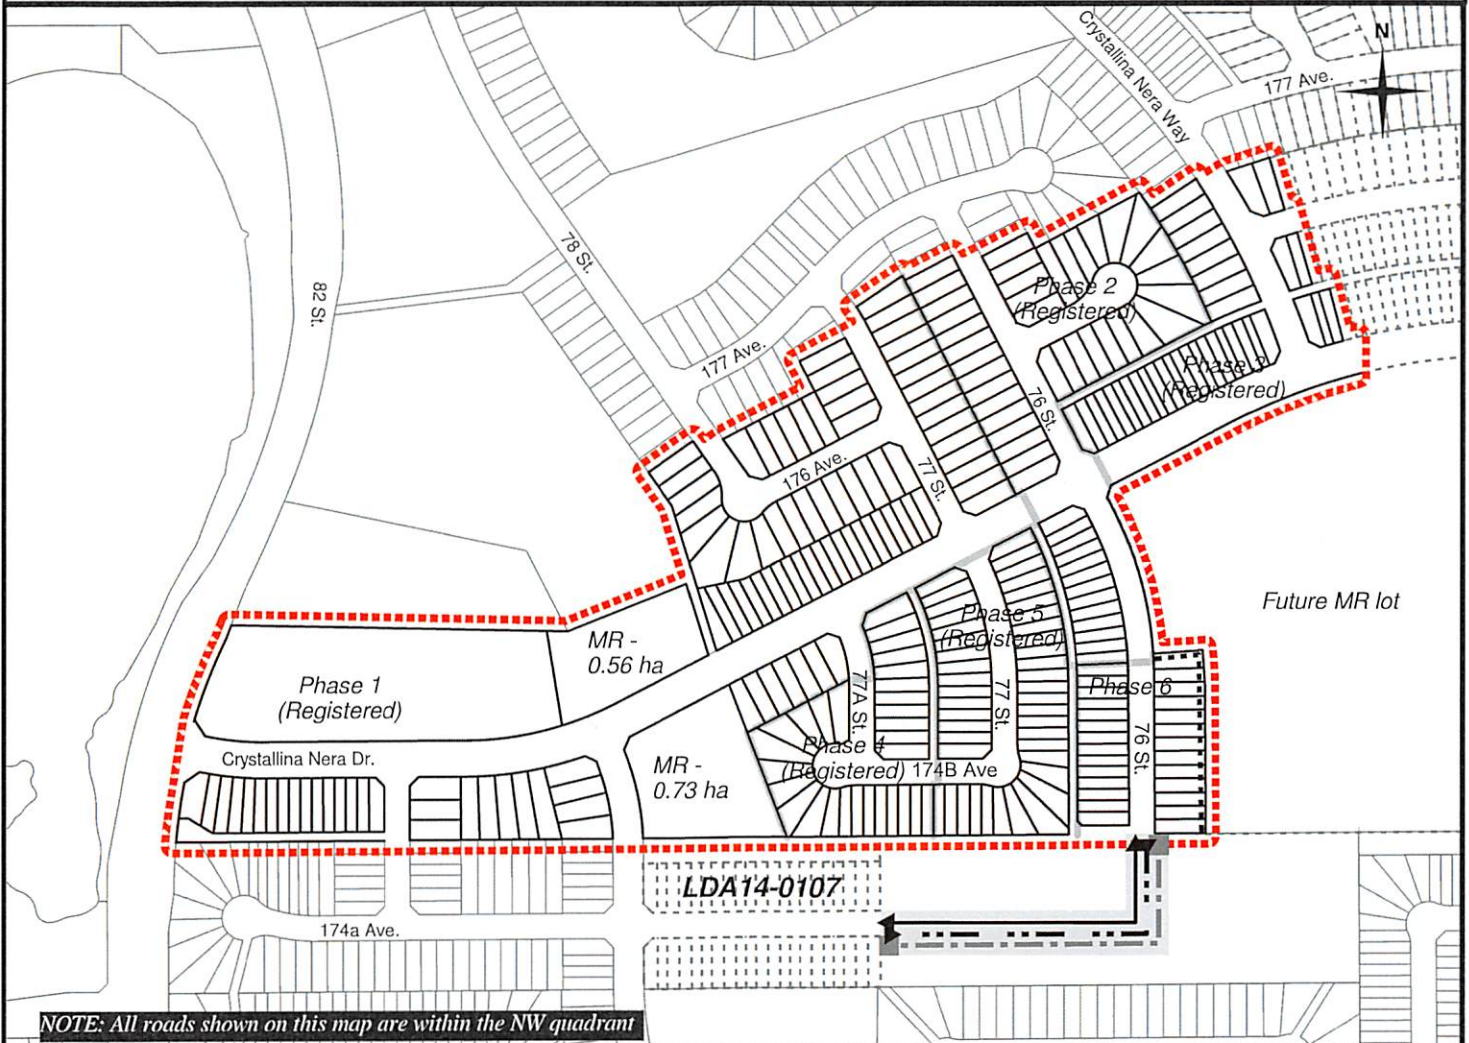 N
Crystallina Nera Way
177 Ave.
78 St.
82 St.
Phase 2
(Registered)
177 Ave.
Phase 3
(Registered)
76 St.
176 Ave.
77 St.
Future MR lot
MR -
0.56 ha
Phase 5
(Registered)
Phase 1
(Registered)
77A St.
77 St.
Phase 6
76 St.
Crystallina Nera Dr.
MR -
0.73 ha
Phase 4
(Registered)
174B Ave
LDA14-0107
174a Ave.
NOTE: All roads shown on this map are within the NW quadrant